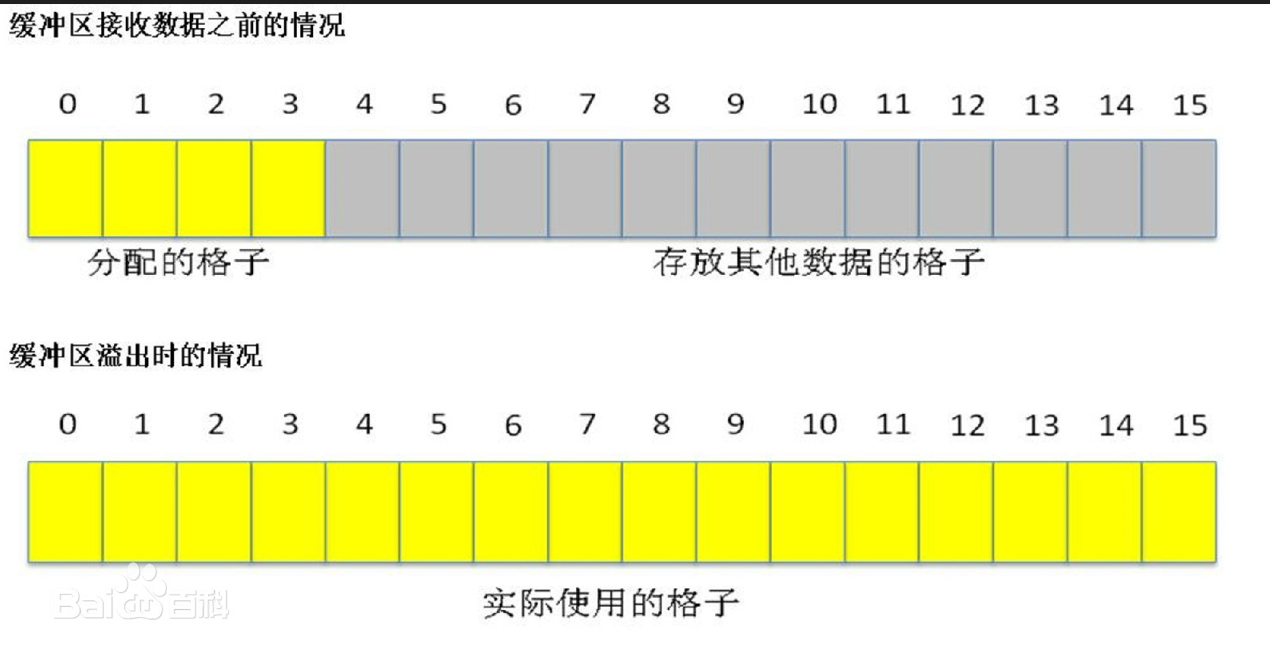 缓冲区接收数据之前的情况
0 1 2 3 4 5 6 7 8 9 10 11 12 13 14 15
分配的格子 存放其他数据的格子
缓冲区溢出时的情况
0 1 2 3 4 5 6 7 8 9 10 11 12 13 14 15
实际使用的格子
Bai du 百科